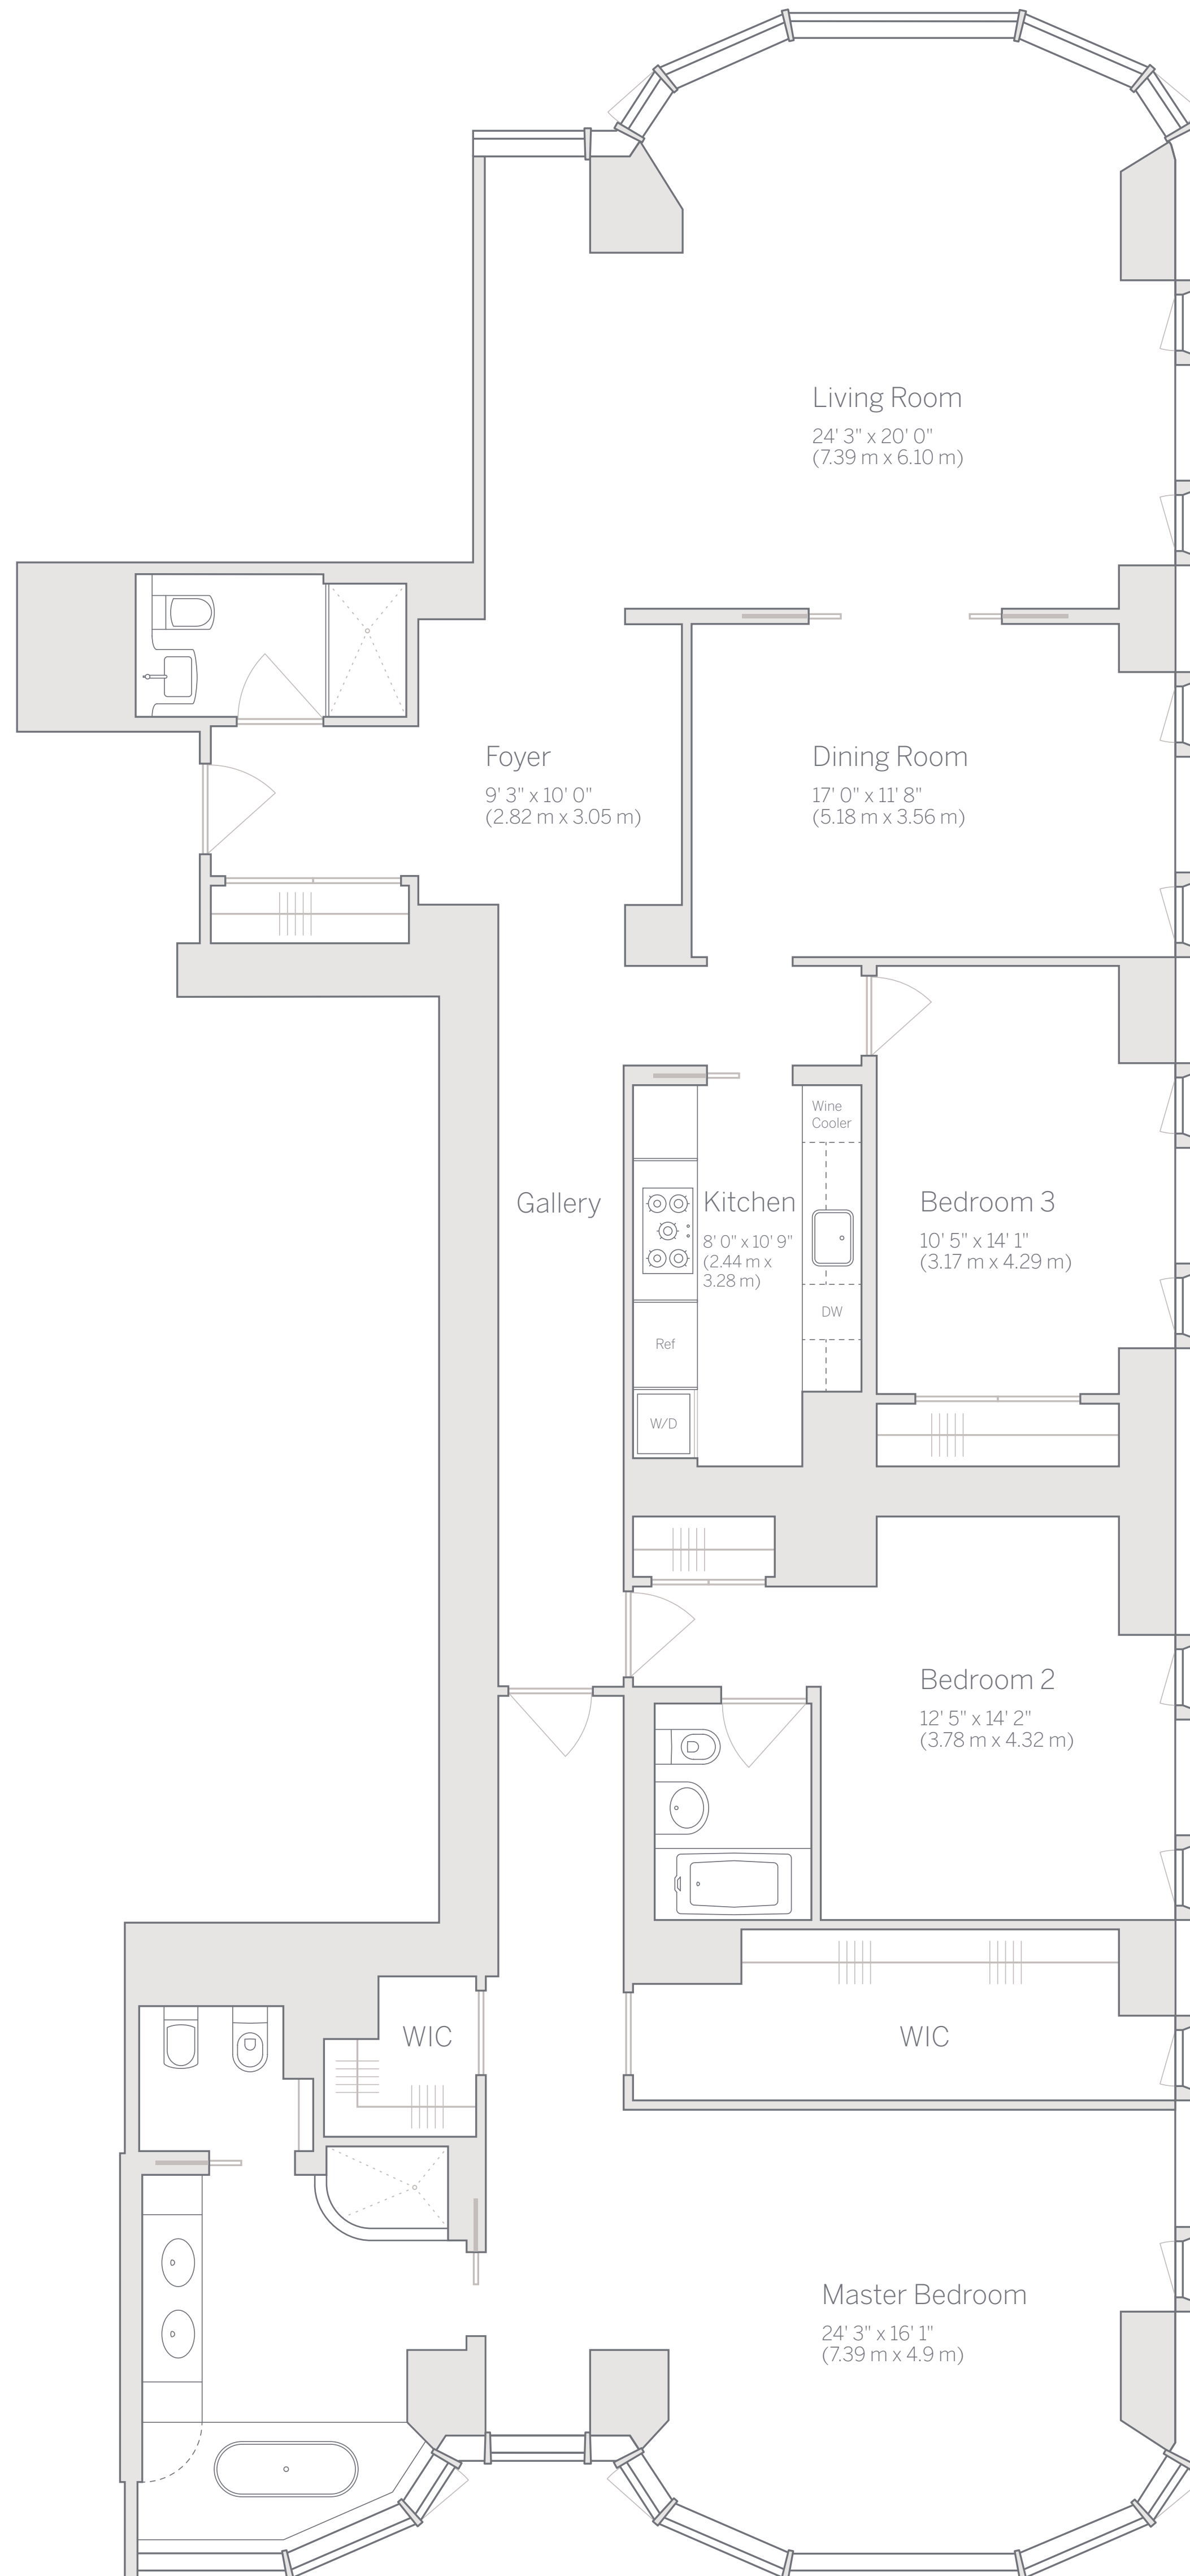 Living Room
24' 3" x 20' 0"
(7.39 m x 6.10 m)
Foyer
9' 3" x 10' 0"
(2.82 m x 3.05 m)
Dining Room
17' 0" x 11' 8"
(5.18 m x 3.56 m)
Wine
Cooler
Gallery
Kitchen
8' 0" x 10' 9"
(2.44 m x
3.28 m)
Bedroom 3
10' 5" x 14' 1"
(3.17 m x 4.29 m)
DW
Ref
W/D
Bedroom 2
12' 5" x 14' 2"
(3.78 m x 4.32 m)
WIC
WIC
Master Bedroom
24' 3" x 16' 1"
(7.39 m x 4.9 m)